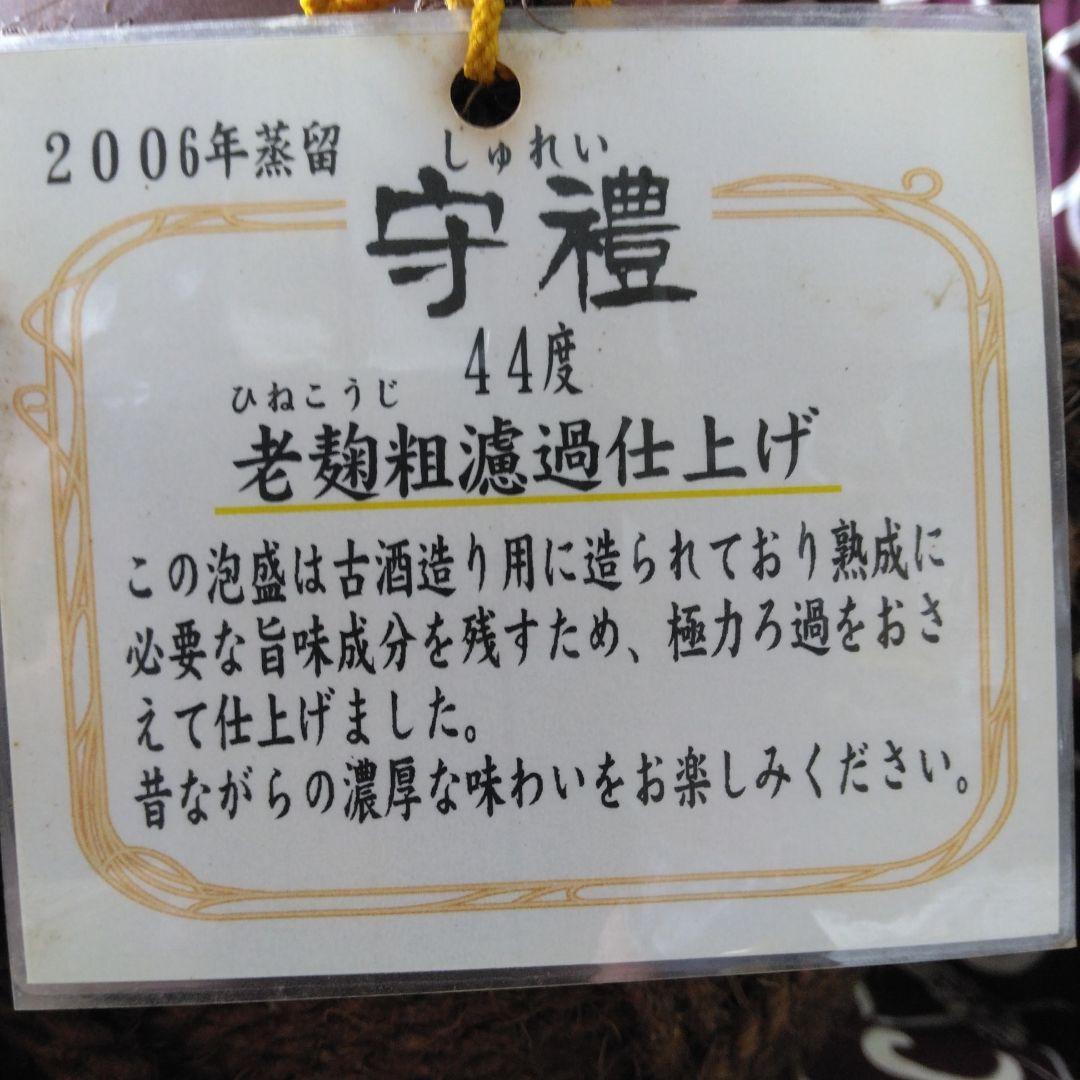 2006年蒸留
しゅれい
守禮
44度
ひねこうじ
老麹粗濾過仕上げ
この泡盛は古酒造り用に造られており熟成に
必要な旨味成分を残すため、極力ろ過をおさ
えて仕上げました。
昔ながらの濃厚な味わいをお楽しみください。